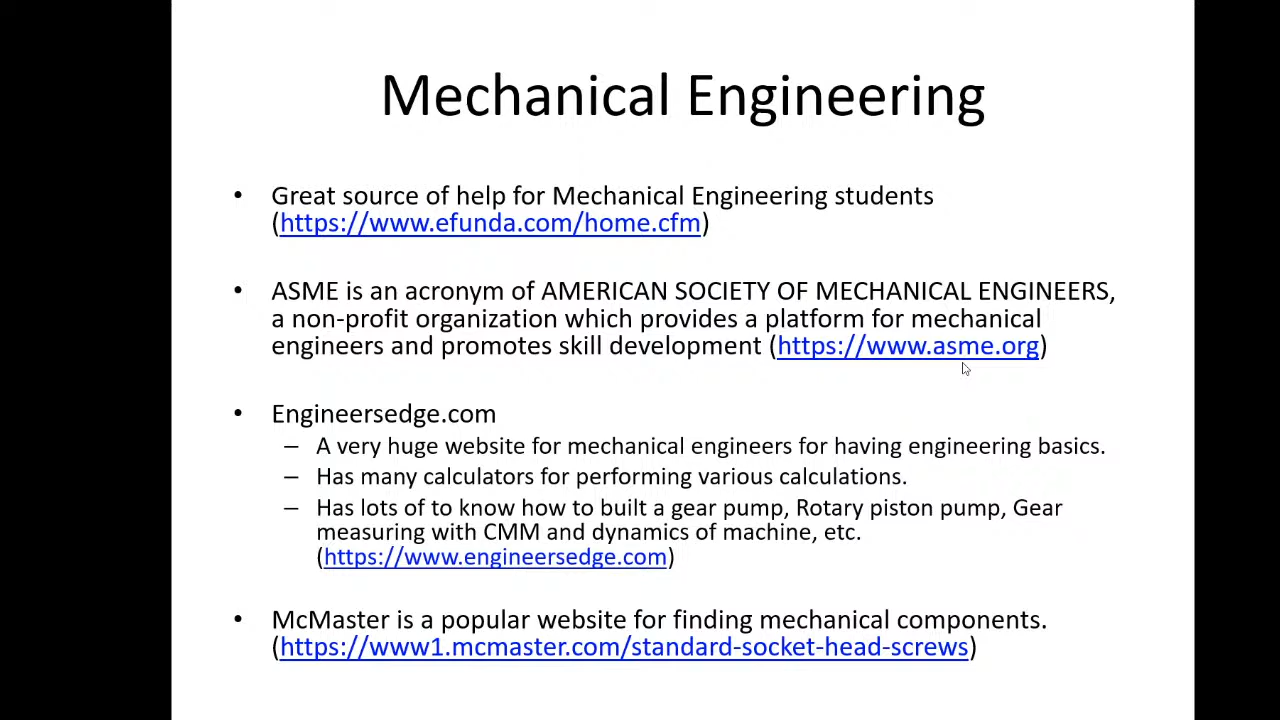 Mechanical Engineering
• Great source of help for Mechanical Engineering students
(https://www.efunda.com/home.cfm)
• ASME is an acronym of AMERICAN SOCIETY OF MECHANICAL ENGINEERS,
a non-profit organization which provides a platform for mechanical
engineers and promotes skill development (https://www.asme.org)
• Engineersedge.com
– A very huge website for mechanical engineers for having engineering basics.
– Has many calculators for performing various calculations.
– Has lots of to know how to built a gear pump, Rotary piston pump, Gear
measuring with CMM and dynamics of machine, etc.
(https://www.engineersedge.com)
• McMaster is a popular website for finding mechanical components.
(https://www1.mcmaster.com/standard-socket-head-screws)